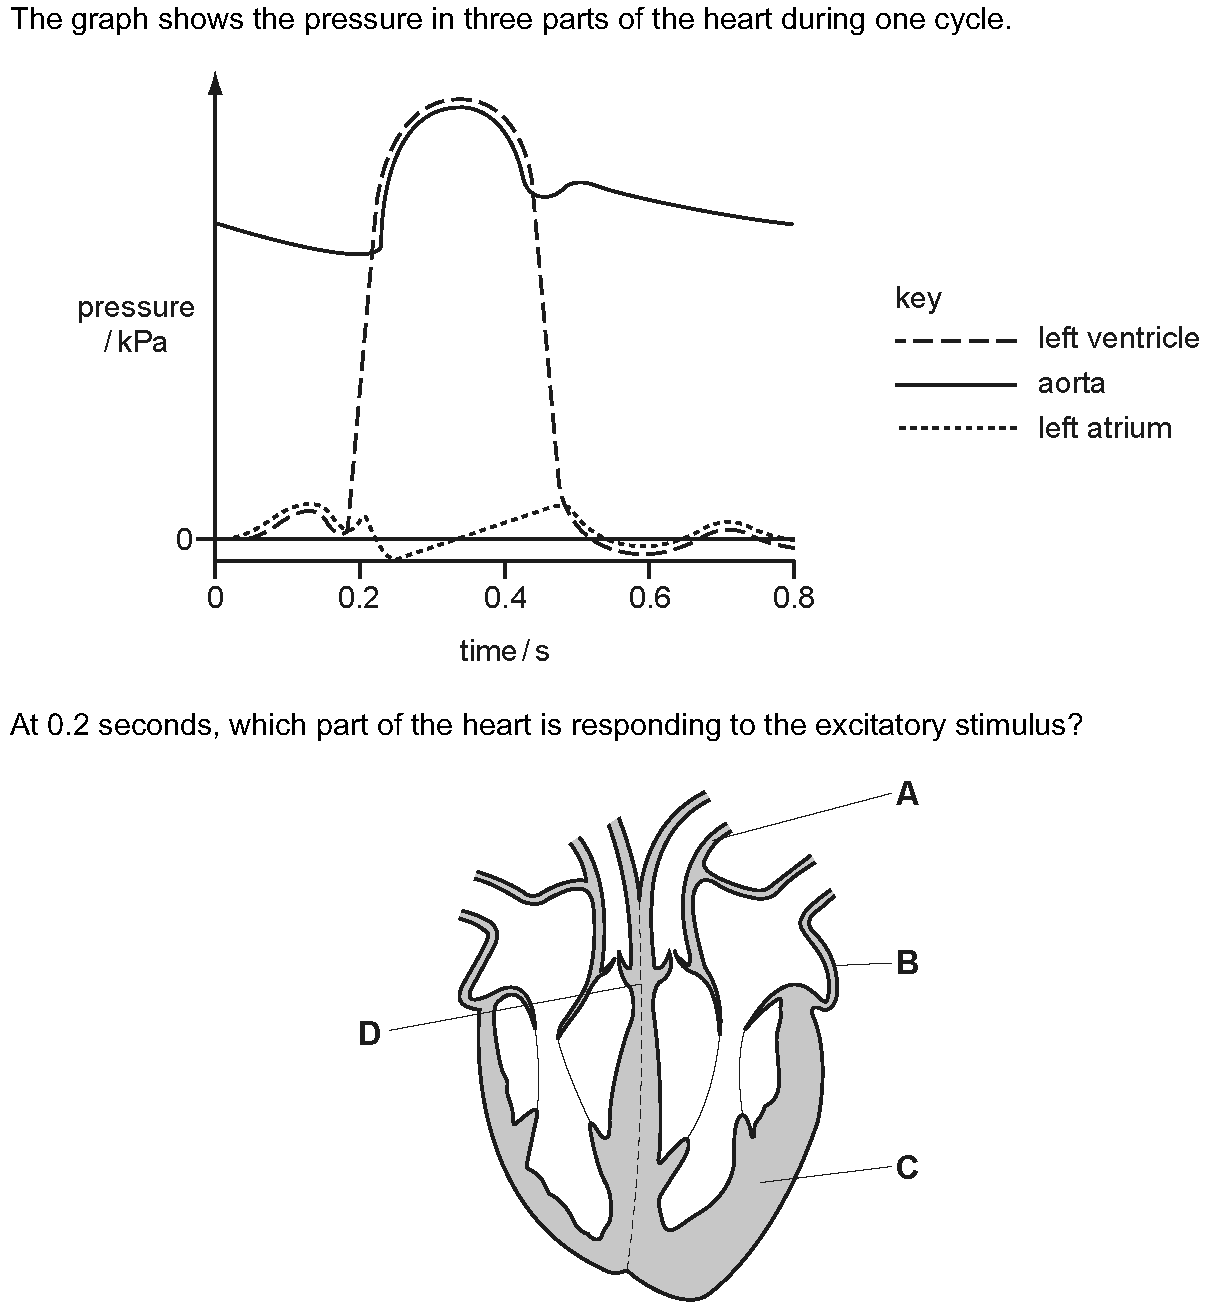 The graph shows the pressure in three parts of the heart during one cycle.
pressure
/ kPa
0
0
0.2
0.4
0.6
0.8
time / s
key
left ventricle
aorta
left atrium
At 0.2 seconds, which part of the heart is responding to the excitatory stimulus?
A
B
D
C